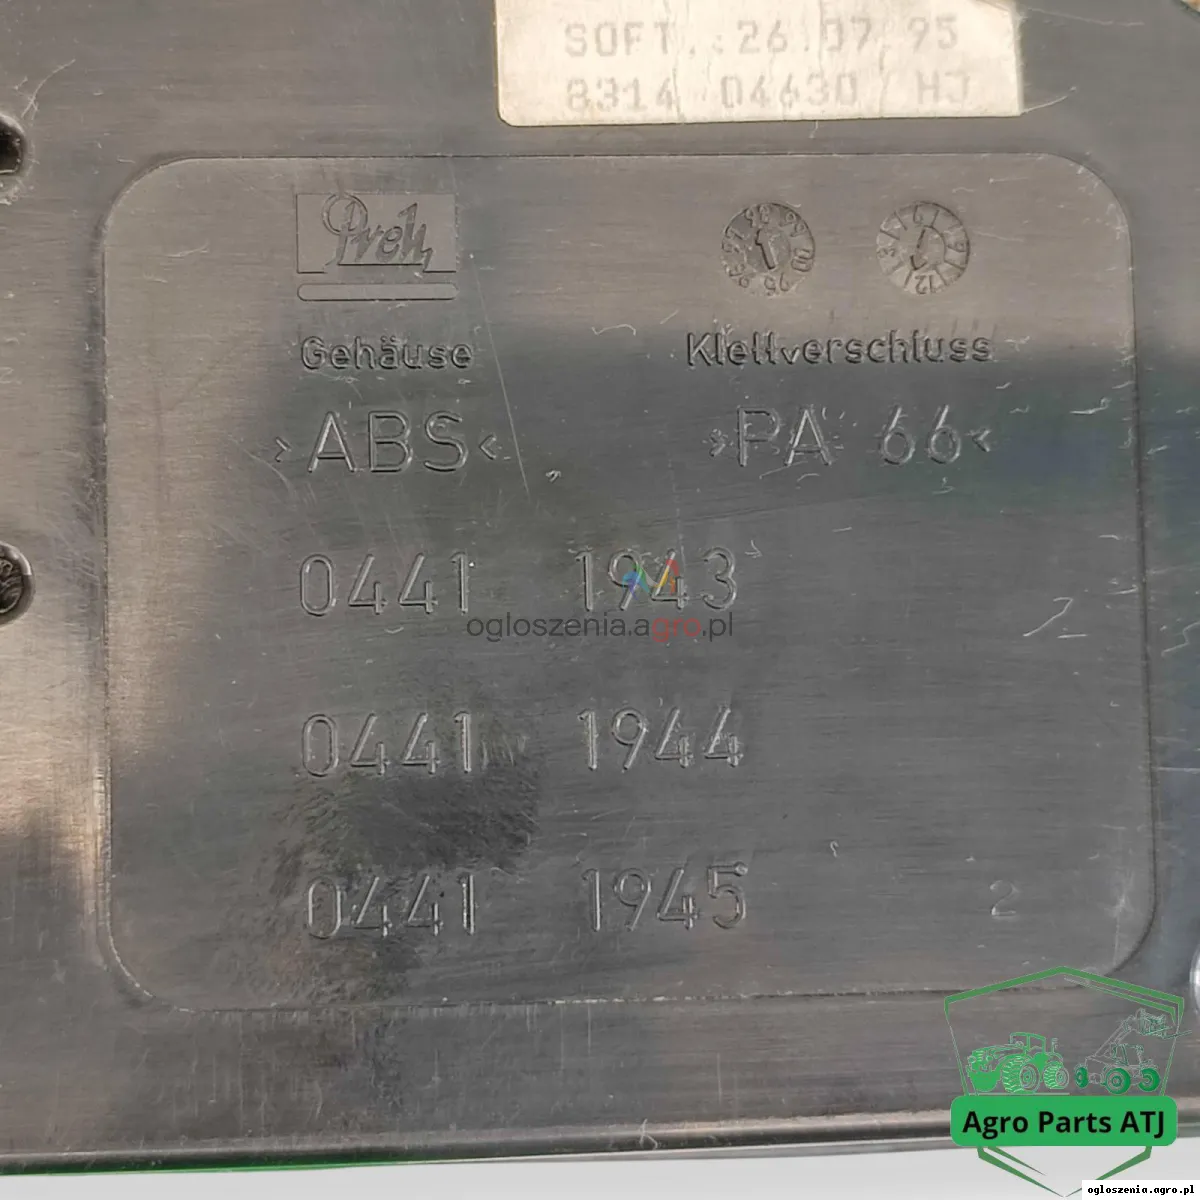 SOFT.: 26.07.95
8314 04630 HJ
Preh
Gehäuse Klettverschluss
>ABS< >PA 66<
0441 1943
ogloszenia.agro.pl
0441 1944
0441 1945 2
Agro Parts ATJ
ogloszenia.agro.pl